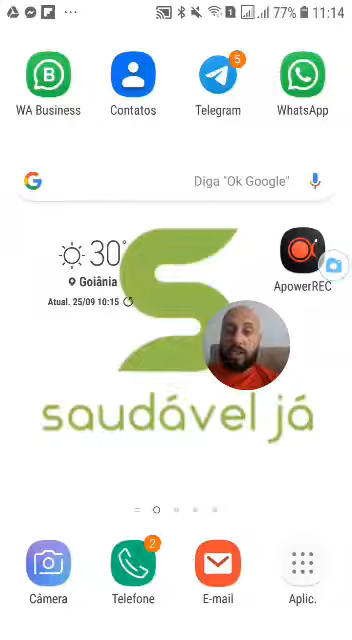 77% 11:14
5
WA Business Contatos Telegram WhatsApp
Diga "Ok Google"
30°
Goiânia
Atual. 25/09 10:15
ApowerREC
saudável já
2
Câmera Telefone E-mail Aplic.